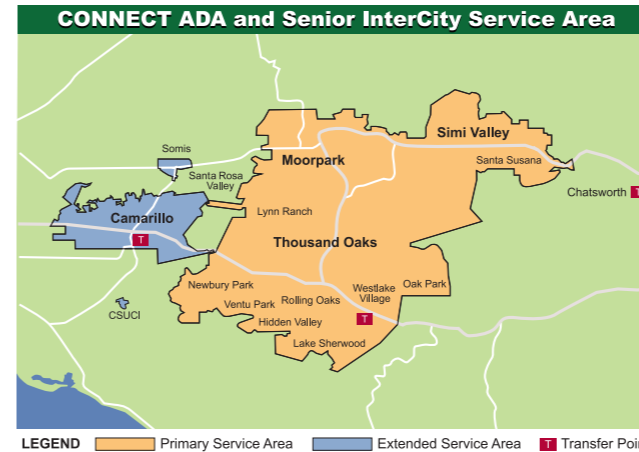 CONNECT ADA and Senior InterCity Service Area
Simi Valley
Somis
Moorpark
Santa Susana
Santa Rosa
Valley
Chatsworth T
Camarillo
Lynn Ranch
T
Thousand Oaks
Newbury Park
Westlake
Village
Oak Park
Ventu Park
Rolling Oaks
CSUCI
Hidden Valley
T
Lake Sherwood
LEGEND Primary Service Area Extended Service Area T Transfer Poi